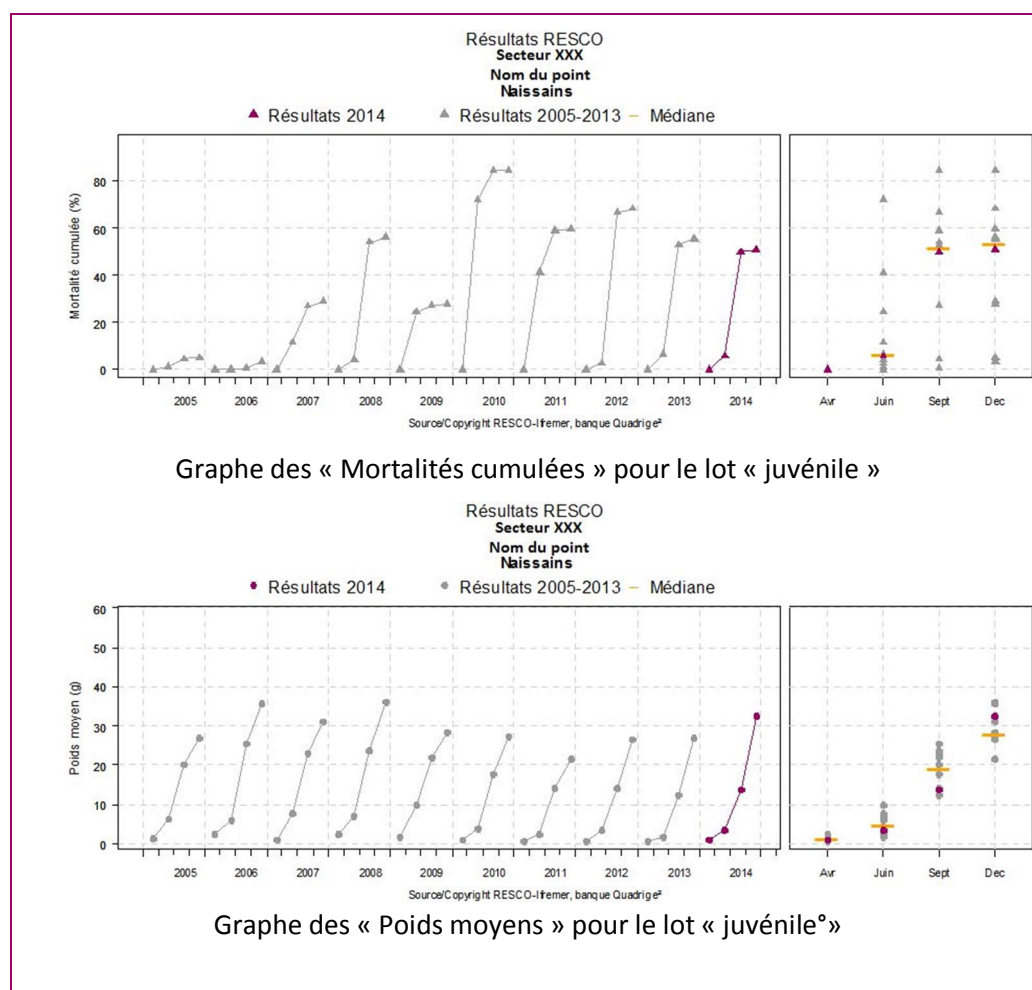 Résultats RESCO
Secteur XXX
Nom du point
Naissains
Résultats 2014 Résultats 2005-2013 Médiane
Mortalité cumulée (%)
80
60
40
20
0
2005 2006 2007 2008 2009 2010 2011 2012 2013 2014
Avr Juin Sept Dec
Source/Copyright RESCO-Ifremer, banque Quadrige²
Graphe des « Mortalités cumulées » pour le lot « juvénile »
Résultats RESCO
Secteur XXX
Nom du point
Naissains
Résultats 2014 Résultats 2005-2013 Médiane
Poids moyen (g)
60
50
40
30
20
10
0
2005 2006 2007 2008 2009 2010 2011 2012 2013 2014
Avr Juin Sept Dec
Source/Copyright RESCO-Ifremer, banque Quadrige²
Graphe des « Poids moyens » pour le lot « juvénile°»